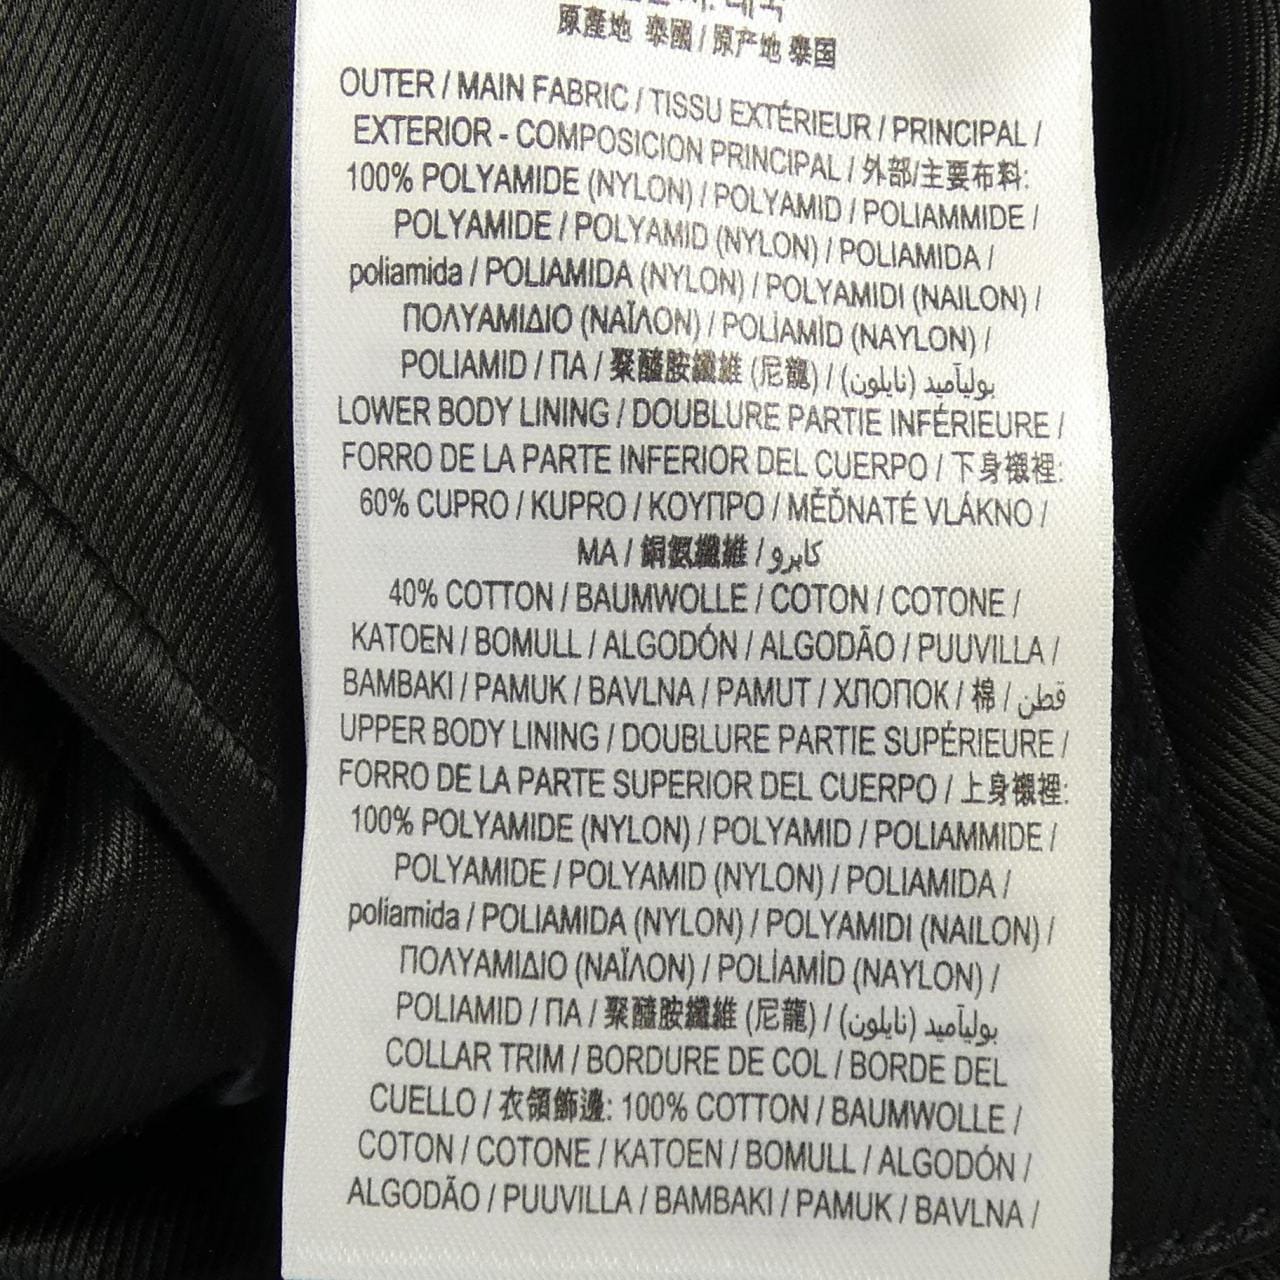 原產地 泰國 / 原产地 泰国
OUTER / MAIN FABRIC / TISSU EXTÉRIEUR / PRINCIPAL /
EXTERIOR - COMPOSICION PRINCIPAL / 外部/主要布料:
100% POLYAMIDE (NYLON) / POLYAMID / POLIAMMIDE /
POLYAMIDE / POLYAMID (NYLON) / POLIAMIDA /
poliamida / POLIAMIDA (NYLON) / POLYAMIDI (NAILON) /
ΠΟΛΥΑΜΙΔΙΟ (ΝΑΪΛΟΝ) / POLİAMİD (NAYLON) /
POLIAMID / ПА / 聚醯胺纖維 (尼龍) / بوليآميد (نايلون)
LOWER BODY LINING / DOUBLURE PARTIE INFÉRIEURE /
FORRO DE LA PARTE INFERIOR DEL CUERPO / 下身襯裡:
60% CUPRO / KUPRO / ΚΟΥΠΡΟ / MĚĎNATÉ VLÁKNO /
MA / 銅氨纖維 / كابرو
40% COTTON / BAUMWOLLE / COTON / COTONE /
KATOEN / BOMULL / ALGODÓN / ALGODÃO / PUUVILLA /
BAMBAKI / PAMUK / BAVLNA / PAMUT / ХЛОПОК / 棉 / قطن
UPPER BODY LINING / DOUBLURE PARTIE SUPÉRIEURE /
FORRO DE LA PARTE SUPERIOR DEL CUERPO / 上身襯裡:
100% POLYAMIDE (NYLON) / POLYAMID / POLIAMMIDE /
POLYAMIDE / POLYAMID (NYLON) / POLIAMIDA /
poliamida / POLIAMIDA (NYLON) / POLYAMIDI (NAILON) /
ΠΟΛΥΑΜΙΔΙΟ (ΝΑΪΛΟΝ) / POLİAMİD (NAYLON) /
POLIAMID / ПА / 聚醯胺纖維 (尼龍) / بوليآميد (نايلون)
COLLAR TRIM / BORDURE DE COL / BORDE DEL
CUELLO / 衣領飾邊: 100% COTTON / BAUMWOLLE /
COTON / COTONE / KATOEN / BOMULL / ALGODÓN /
ALGODÃO / PUUVILLA / BAMBAKI / PAMUK / BAVLNA /